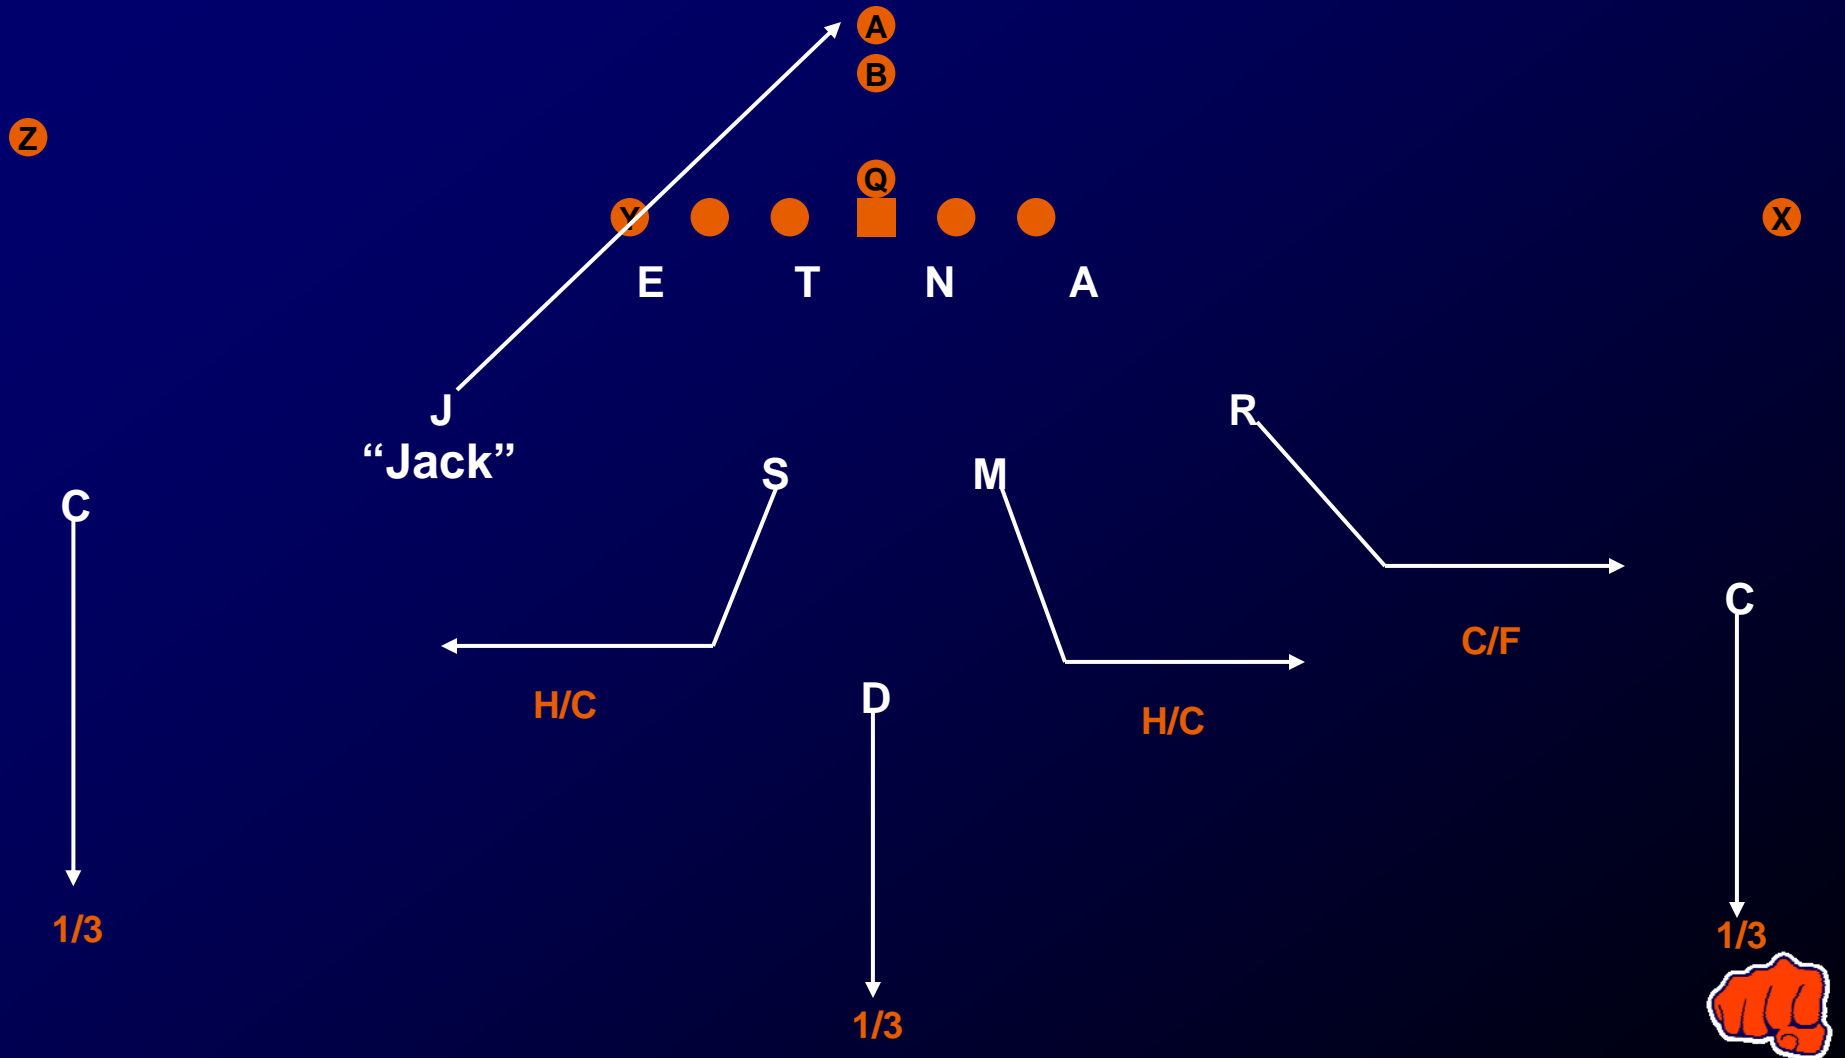 A
B
Z
Q
Y
X
E T N A
J R
“Jack”
S M
C
C
C/F
H/C
D
H/C
1/3
1/3
1/3